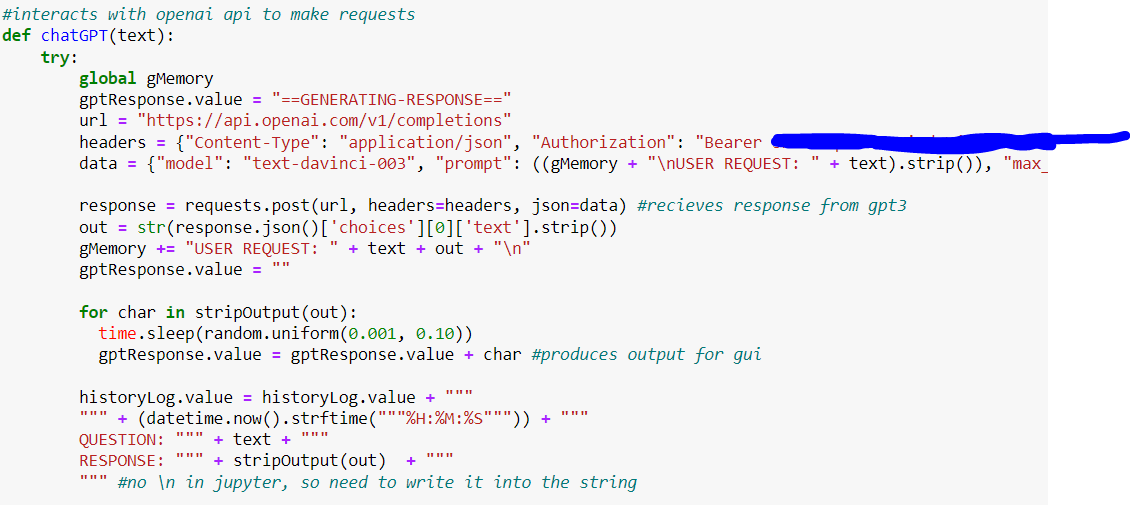 #interacts with openai api to make requests
def chatGPT(text):
    try:
        global gMemory
        gptResponse.value = "==GENERATING-RESPONSE=="
        url = "https://api.openai.com/v1/completions"
        headers = {"Content-Type": "application/json", "Authorization": "Bearer
        data = {"model": "text-davinci-003", "prompt": ((gMemory + "\nUSER REQUEST: " + text).strip()), "max_
        response = requests.post(url, headers=headers, json=data) #recieves response from gpt3
        out = str(response.json()['choices'][0]['text'].strip())
        gMemory += "USER REQUEST: " + text + out + "\n"
        gptResponse.value = ""
        for char in stripOutput(out):
          time.sleep(random.uniform(0.001, 0.10))
          gptResponse.value = gptResponse.value + char #produces output for gui
        historyLog.value = historyLog.value + """
        """ + (datetime.now().strftime("""%H:%M:%S""")) + """
        QUESTION: """ + text + """
        RESPONSE: """ + stripOutput(out)  + """
        """ #no \n in jupyter, so need to write it into the string